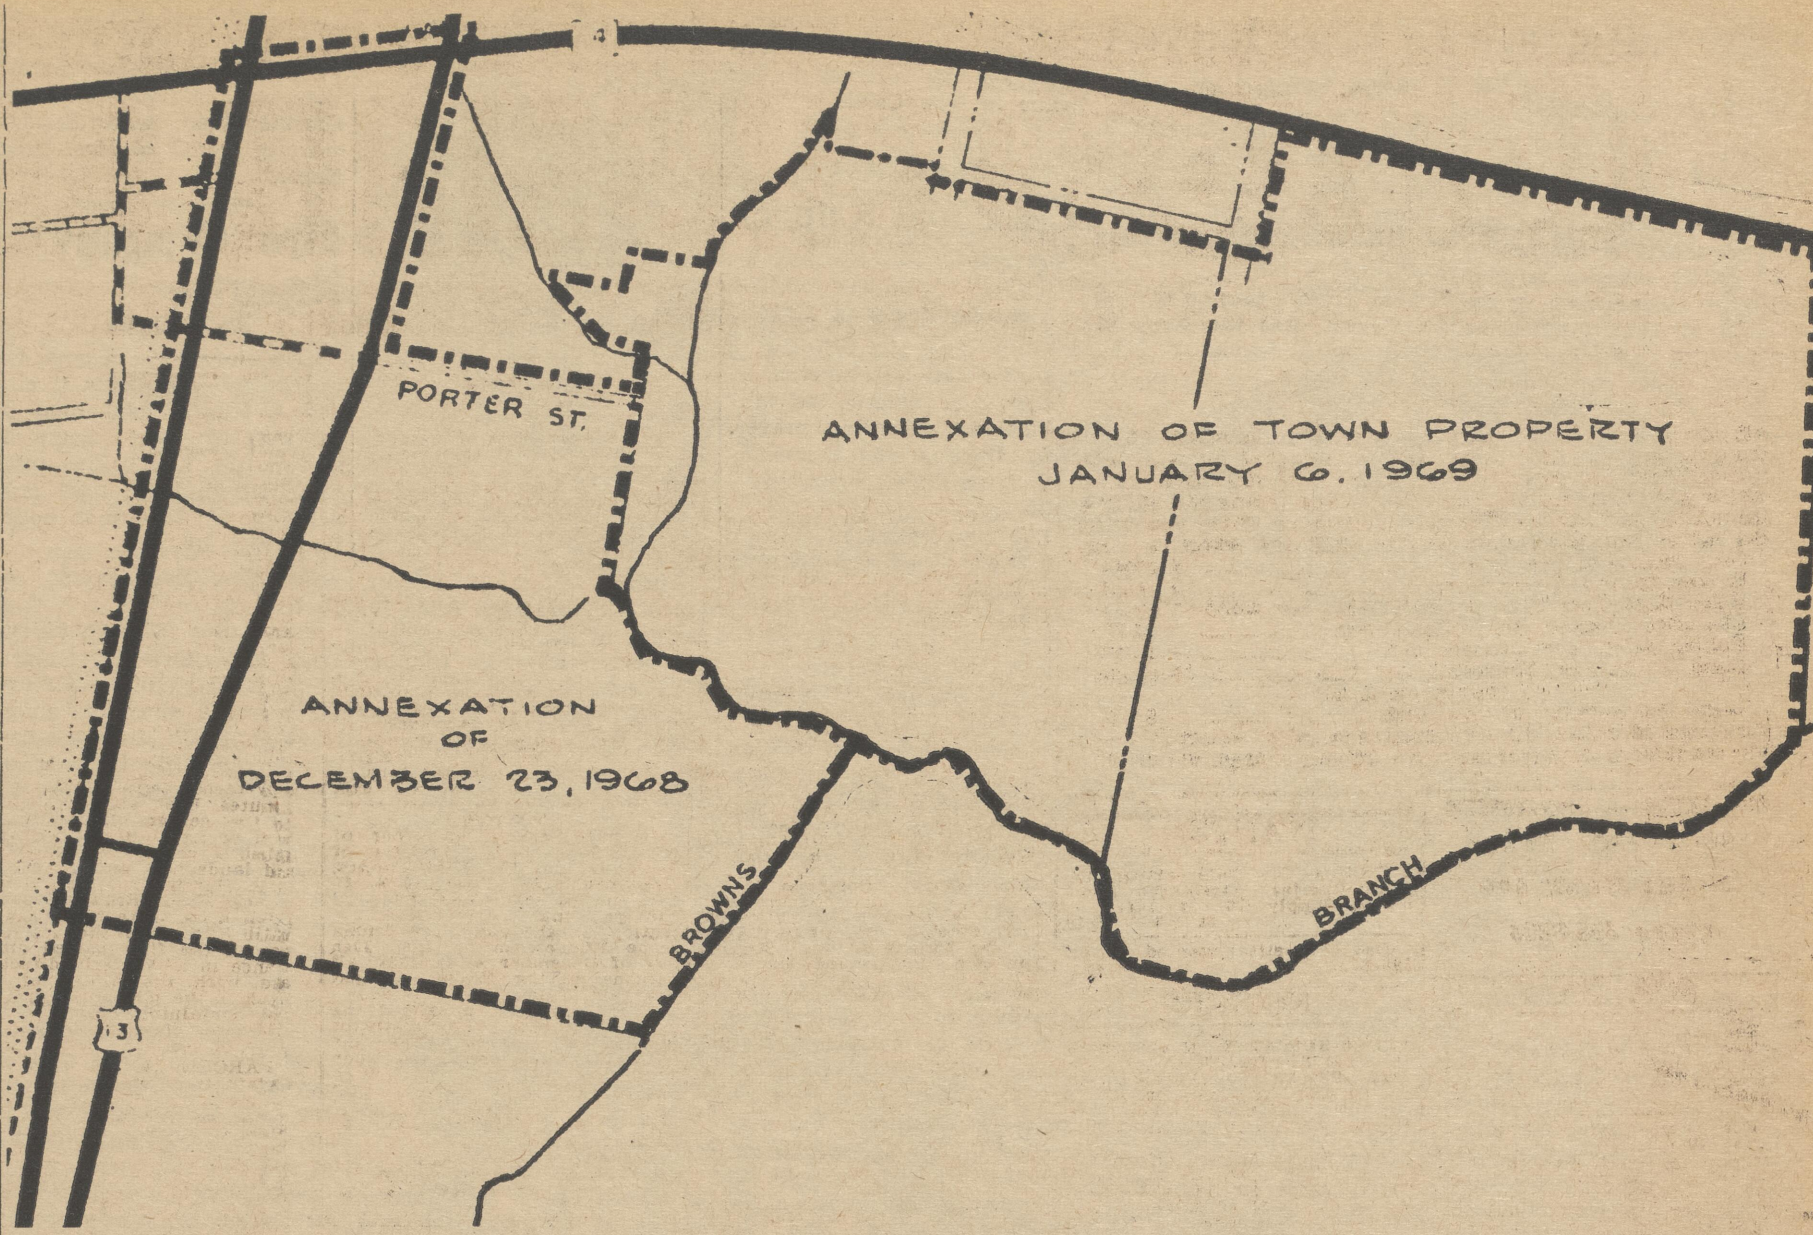 PORTER ST.
ANNEXATION OF TOWN PROPERTY
JANUARY 6, 1969
ANNEXATION
OF
DECEMBER 23, 1968
BROWNS
BRANCH
13